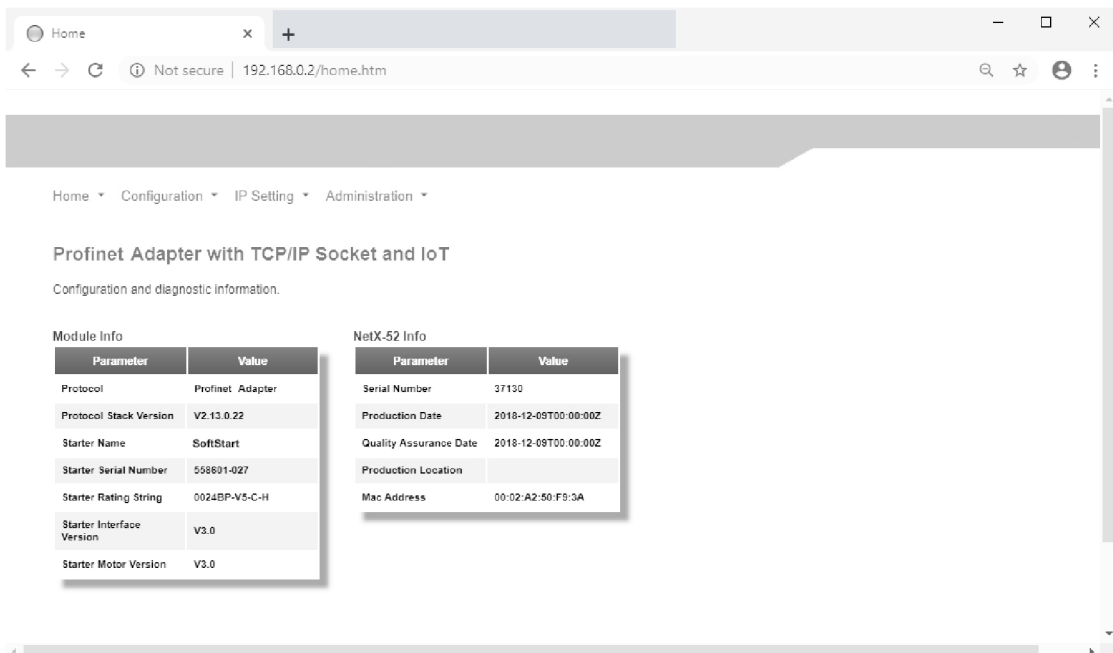 Home
Not secure | 192.168.0.2/home.htm
Home Configuration IP Setting Administration
Profinet Adapter with TCP/IP Socket and IoT
Configuration and diagnostic information.
Module Info
Parameter Value
Protocol Profinet Adapter
Protocol Stack Version V2.13.0.22
Starter Name SoftStart
Starter Serial Number 558601-027
Starter Rating String 0024BP-V5-C-H
Starter Interface
Version V3.0
Starter Motor Version V3.0
NetX-52 Info
Parameter Value
Serial Number 37130
Production Date 2018-12-09T00:00:00Z
Quality Assurance Date 2018-12-09T00:00:00Z
Production Location
Mac Address 00:02:A2:50:F9:3A